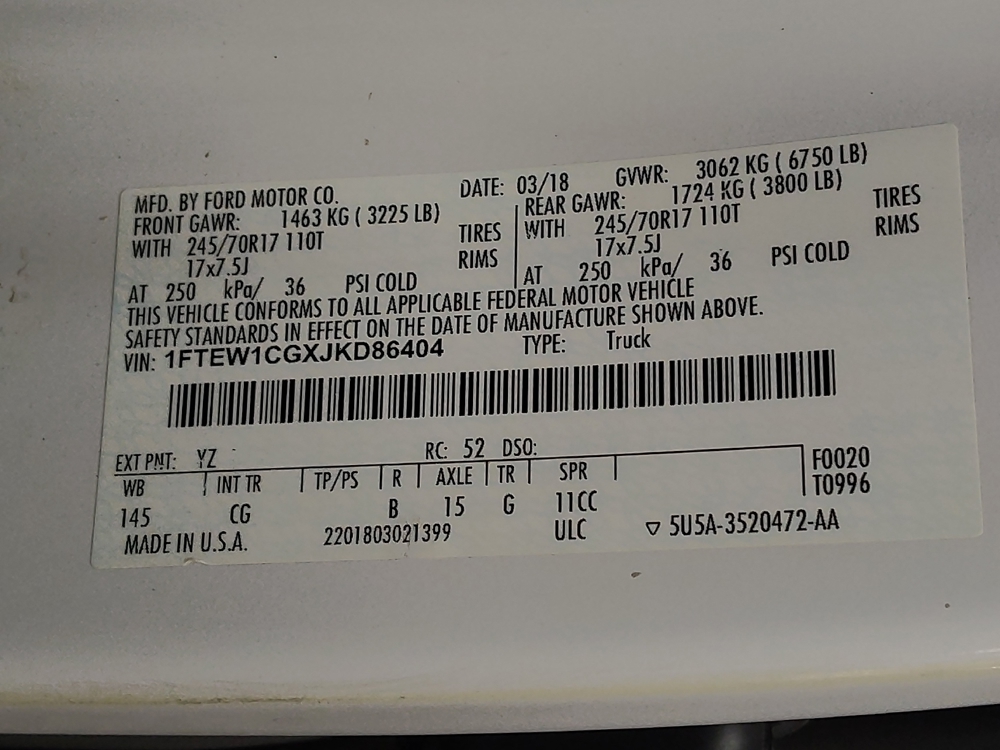 MFD. BY FORD MOTOR CO. DATE: 03/18 GVWR: 3062 KG ( 6750 LB)
FRONT GAWR: 1463 KG ( 3225 LB) REAR GAWR: 1724 KG ( 3800 LB)
WITH 245/70R17 110T TIRES WITH 245/70R17 110T TIRES
17x7.5J RIMS 17x7.5J RIMS
AT 250 kPa/ 36 PSI COLD AT 250 kPa/ 36 PSI COLD
THIS VEHICLE CONFORMS TO ALL APPLICABLE FEDERAL MOTOR VEHICLE
SAFETY STANDARDS IN EFFECT ON THE DATE OF MANUFACTURE SHOWN ABOVE.
VIN: 1FTEW1CGXJKD86404 TYPE: Truck
EXT PNT: YZ RC: 52 DSO:
WB INT TR TP/PS R AXLE TR SPR F0020
145 CG B 15 G 11CC T0996
MADE IN U.S.A. 2201803021399 ULC ▽ 5U5A-3520472-AA